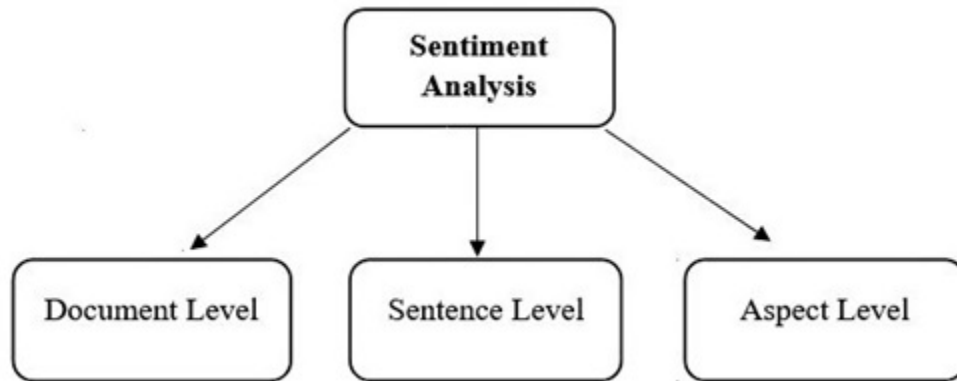 Sentiment
Analysis
Document Level
Sentence Level
Aspect Level